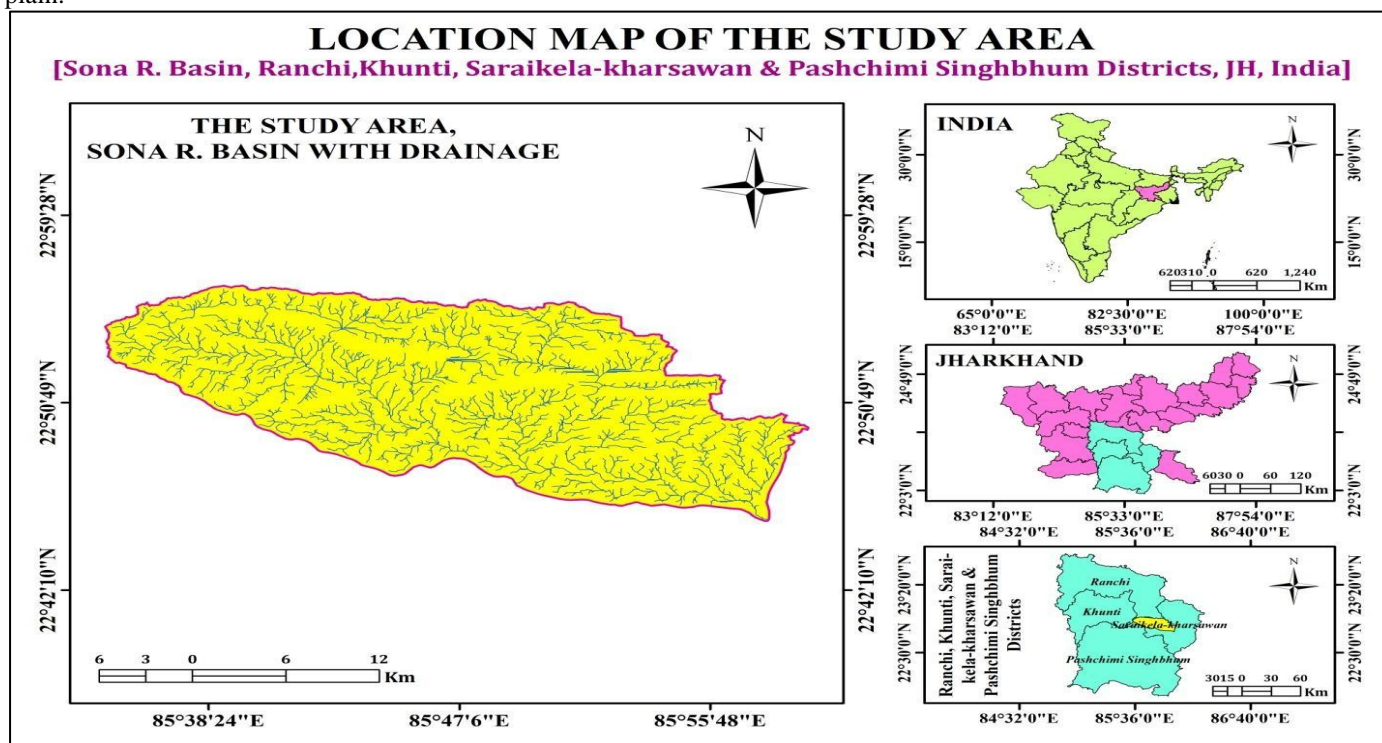 plain.
LOCATION MAP OF THE STUDY AREA
[Sona R. Basin, Ranchi,Khunti, Saraikela-kharsawan & Pashchimi Singhbhum Districts, JH, India]
THE STUDY AREA,
SONA R. BASIN WITH DRAINAGE
N
22°59'28"N
22°59'28"N
22°50'49"N
22°50'49"N
22°42'10"N
22°42'10"N
6 3 0 6 12
Km
85°38'24"E 85°47'6"E 85°55'48"E
INDIA
N
30°0'0"N
30°0'0"N
15°0'0"N
15°0'0"N
620310 0 620 1,240
Km
65°0'0"E 82°30'0"E 100°0'0"E
83°12'0"E 85°33'0"E 87°54'0"E
JHARKHAND
N
24°49'0"N
24°49'0"N
22°3'0"N
22°3'0"N
6030 0 60 120
Km
83°12'0"E 85°33'0"E 87°54'0"E
84°32'0"E 85°36'0"E 86°40'0"E
Ranchi, Khunti, Sarai-
kela-kharsawan &
Pashchimi Singhbhum
Districts
N
23°20'0"N
23°20'0"N
22°30'0"N
22°30'0"N
Ranchi
Khunti
Saraikela-kharsawan
Pashchimi Singhbhum
3015 0 30 60
Km
84°32'0"E 85°36'0"E 86°40'0"E